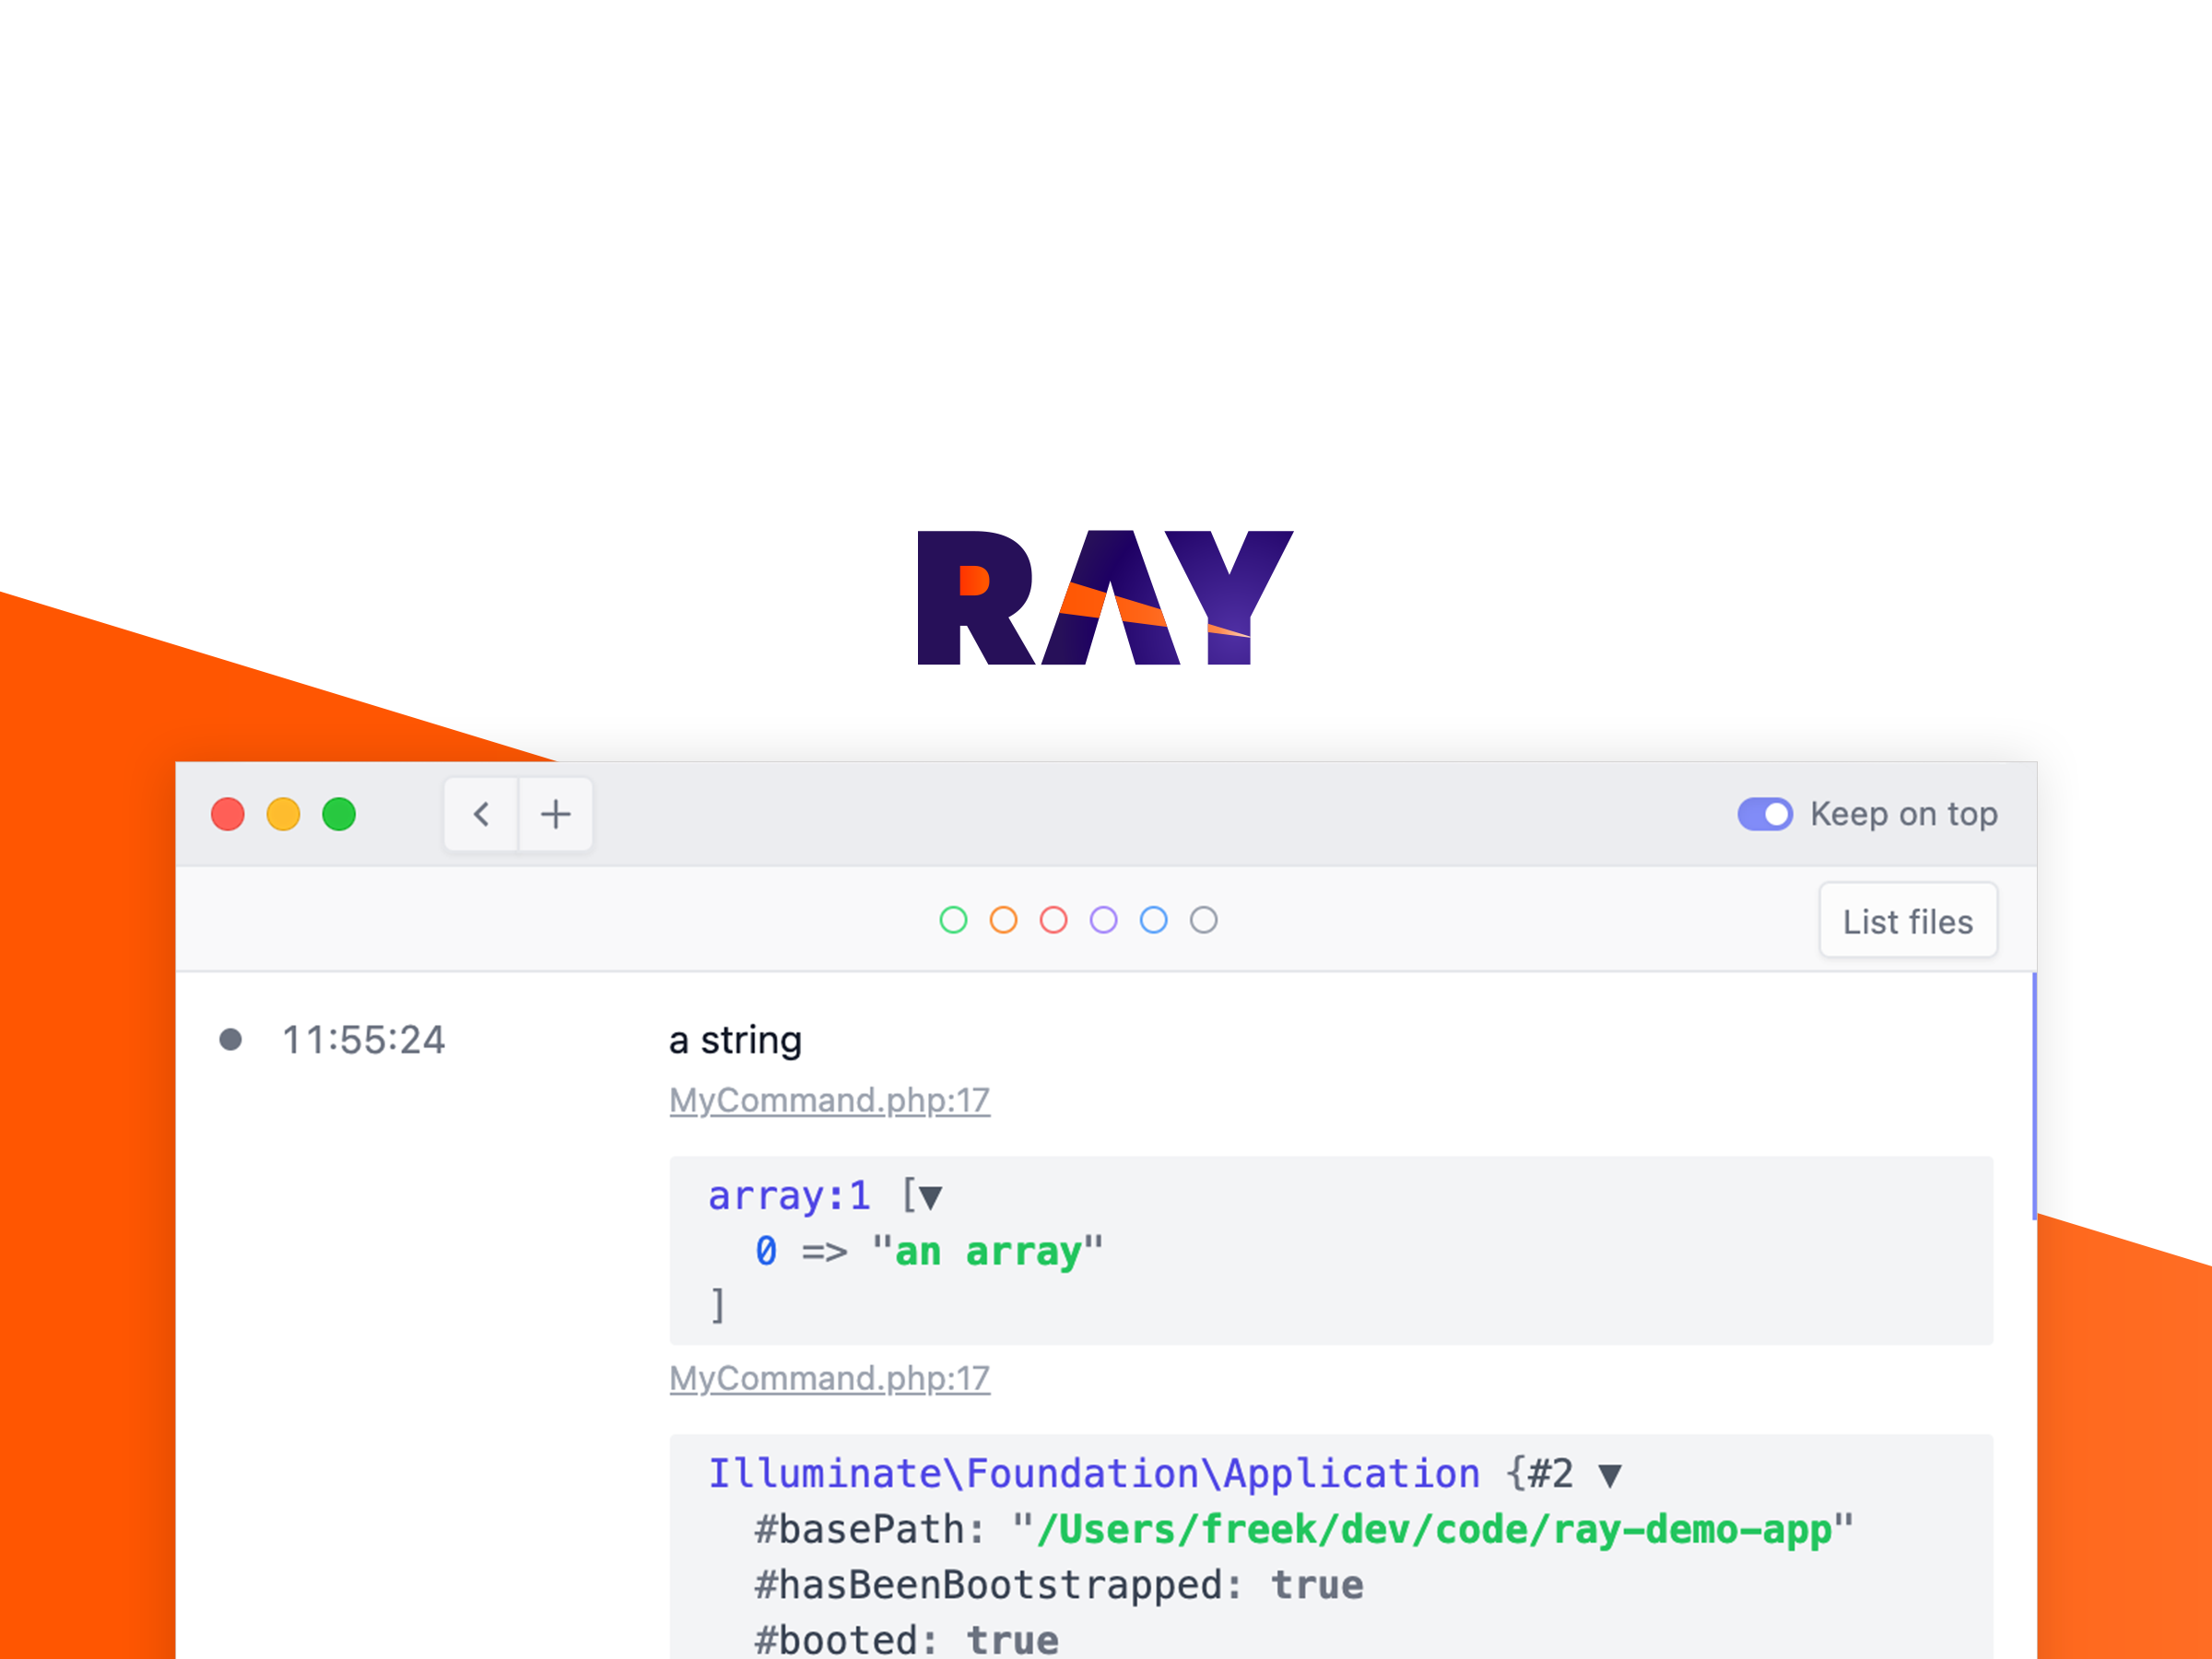 RAY
Keep on top
List files
11:55:24
a string
MyCommand.php:17
array:1 [▼
0 => "an array"
]
MyCommand.php:17
Illuminate\Foundation\Application {#2 ▼
#basePath: "/Users/freek/dev/code/ray-demo-app"
#hasBeenBootstrapped: true
#booted: true